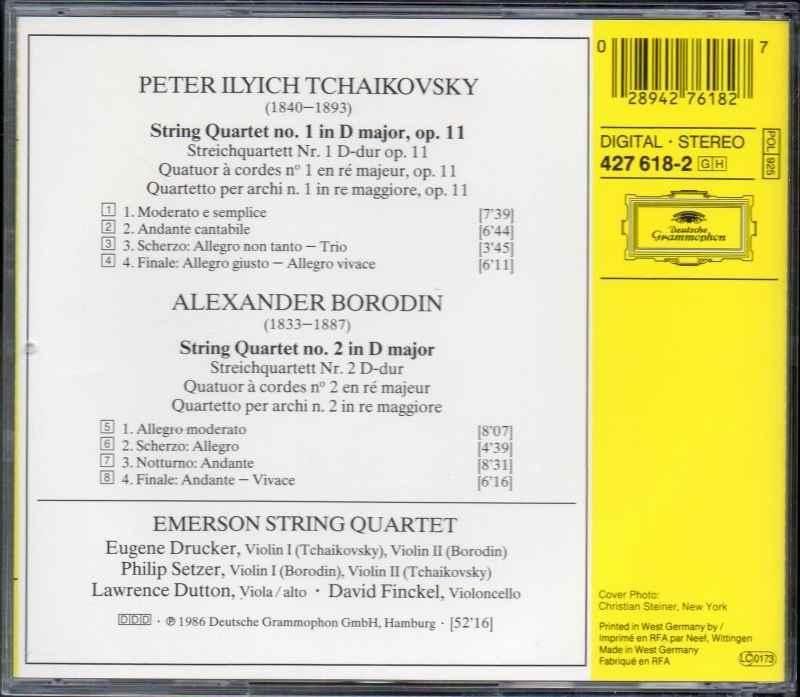 PETER ILYICH TCHAIKOVSKY
(1840–1893)
String Quartet no. 1 in D major, op. 11
Streichquartett Nr. 1 D-dur op. 11
Quatuor à cordes nº 1 en ré majeur, op. 11
Quartetto per archi n. 1 in re maggiore, op. 11
1 1. Moderato e semplice [7'39]
2 2. Andante cantabile [6'44]
3 3. Scherzo: Allegro non tanto – Trio [3'45]
4 4. Finale: Allegro giusto – Allegro vivace [6'11]
ALEXANDER BORODIN
(1833–1887)
String Quartet no. 2 in D major
Streichquartett Nr. 2 D-dur
Quatuor à cordes nº 2 en ré majeur
Quartetto per archi n. 2 in re maggiore
5 1. Allegro moderato [8'07]
6 2. Scherzo: Allegro [4'39]
7 3. Notturno: Andante [8'31]
8 4. Finale: Andante – Vivace [6'16]
EMERSON STRING QUARTET
Eugene Drucker, Violin I (Tchaikovsky), Violin II (Borodin)
Philip Setzer, Violin I (Borodin), Violin II (Tchaikovsky)
Lawrence Dutton, Viola/alto · David Finckel, Violoncello
DDD · ℗ 1986 Deutsche Grammophon GmbH, Hamburg · [52'16]
0 28942 76182 7
DIGITAL · STEREO
427 618-2 GH
POL 925
Deutsche
Grammophon
Cover Photo:
Christian Steiner, New York
Printed in West Germany by /
Imprimé en RFA par Neef, Wittingen
Made in West Germany
Fabriqué en RFA
LC 0173